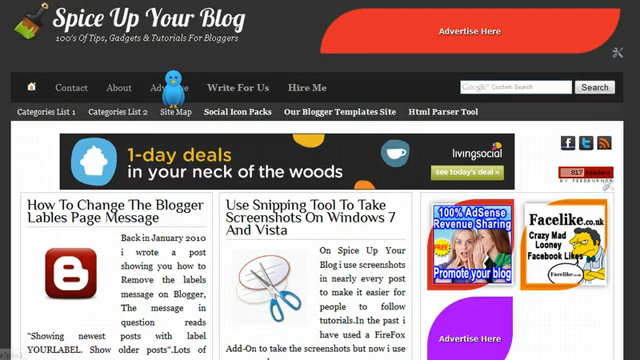 Spice Up Your Blog
100's Of Tips, Gadgets & Tutorials For Bloggers
Advertise Here
Contact About Write For Us Hire Me
Google™ Custom Search Search
Categories List 1 Categories List 2 Site Map Social Icon Packs Our Blogger Templates Site Html Parser Tool
1-day deals
in your neck of the woods
livingsocial
see today's deal »
817 readers
BY FEEDBURNER
How To Change The Blogger
Lables Page Message
Back in January 2010
i wrote a post
showing you how to
Remove the labels
message on Blogger,
The message in
question reads
"Showing newest posts with label
YOURLABEL. Show older posts".Lots of
Use Snipping Tool To Take
Screenshots On Windows 7
And Vista
On Spice Up Your
Blog i use screenshots
in nearly every post
to make it easier for
people to follow
tutorials.In the past i
have used a FireFox
Add-On to take the screenshots but now i use
100% AdSense
Revenue Sharing
FREE
Promote your blog
Facelike.co.uk
Crazy Mad
Looney
Facebook Likes
Facelike.co.uk
Advertise Here